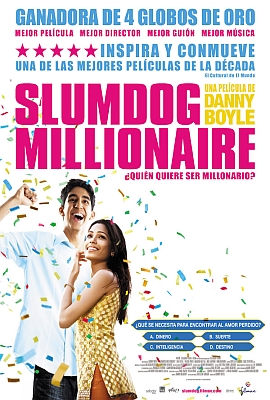 GANADORA DE 4 GLOBOS DE ORO
MEJOR PELÍCULA MEJOR DIRECTOR MEJOR GUIÓN MEJOR MÚSICA
★★★★★ INSPIRA Y CONMUEVE
UNA DE LAS MEJORES PELÍCULAS DE LA DÉCADA
El Cultural de El Mundo
SLUMDOG
UNA PELÍCULA DE
DANNY
BOYLE
MILLIONAIRE
¿QUIÉN QUIERE SER MILLONARIO?
¿QUÉ SE NECESITA PARA ENCONTRAR AL AMOR PERDIDO?
A. DINERO B. SUERTE
C. INTELIGENCIA D. DESTINO